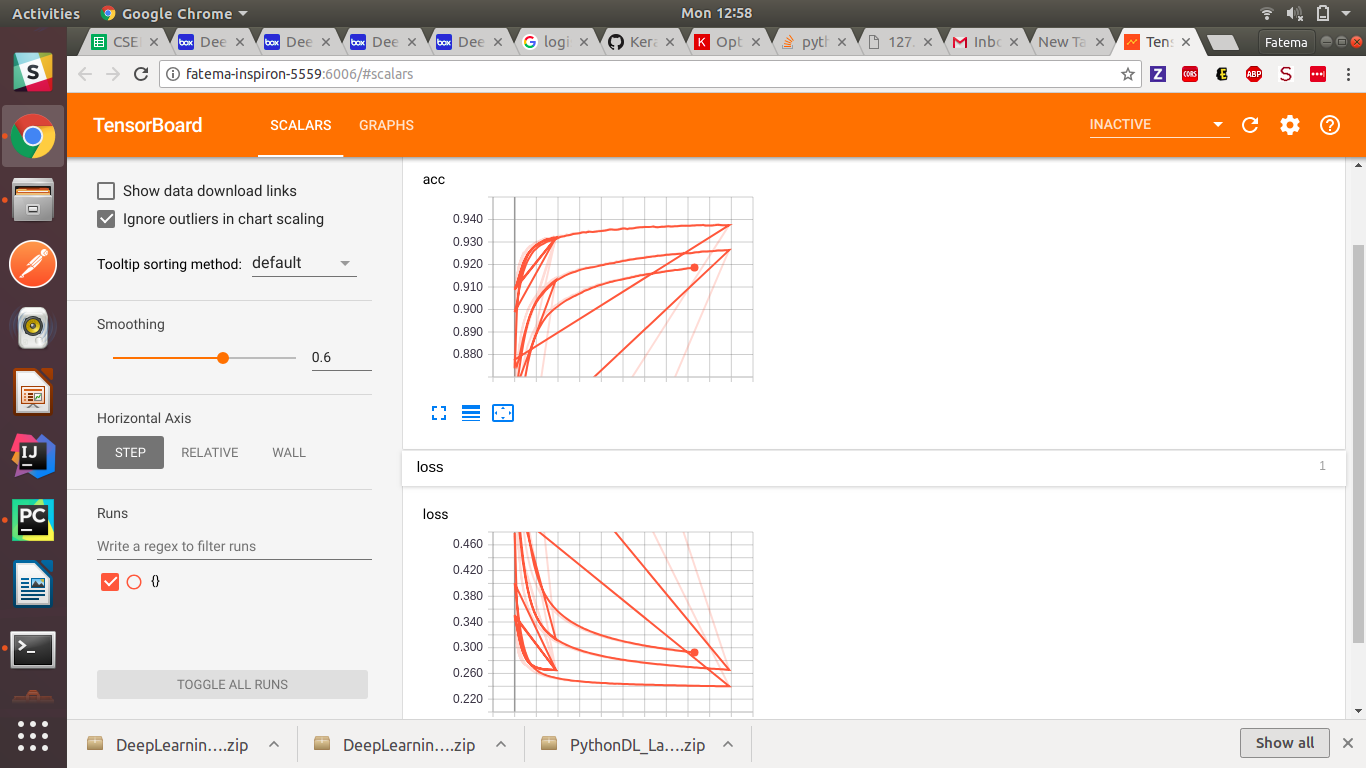 Activities Google Chrome Mon 12:58
CSE Dee Dee Dee Dee logi Kera Opt pyth 127. Inbo New Ta Tens Fatema
fatema-inspiron-5559:6006/#scalars
TensorBoard SCALARS GRAPHS INACTIVE
Show data download links
Ignore outliers in chart scaling
Tooltip sorting method: default
Smoothing
0.6
Horizontal Axis
STEP RELATIVE WALL
Runs
Write a regex to filter runs
{}
TOGGLE ALL RUNS
acc
0.940
0.930
0.920
0.910
0.900
0.890
0.880
loss 1
loss
0.460
0.420
0.380
0.340
0.300
0.260
0.220
DeepLearnin....zip DeepLearnin....zip PythonDL_La....zip Show all